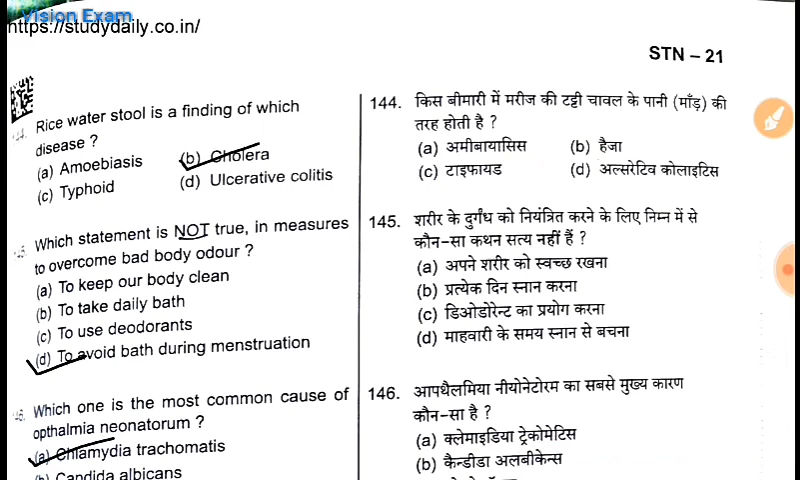 Vision Exam
https://studydaily.co.in/
STN – 21
Rice water stool is a finding of which
disease ?
(a) Amoebiasis (b) Cholera
(c) Typhoid (d) Ulcerative colitis
Which statement is NOT true, in measures
to overcome bad body odour ?
(a) To keep our body clean
(b) To take daily bath
(c) To use deodorants
(d) To avoid bath during menstruation
Which one is the most common cause of
opthalmia neonatorum ?
(a) Chlamydia trachomatis
(b) Candida albicans
144. किस बीमारी में मरीज की टट्टी चावल के पानी (माँड़) की
तरह होती है ?
(a) अमीबायासिस (b) हैजा
(c) टाइफायड (d) अल्सरेटिव कोलाइटिस
145. शरीर के दुर्गंध को नियंत्रित करने के लिए निम्न में से
कौन-सा कथन सत्य नहीं हैं ?
(a) अपने शरीर को स्वच्छ रखना
(b) प्रत्येक दिन स्नान करना
(c) डिओडोरेन्ट का प्रयोग करना
(d) माहवारी के समय स्नान से बचना
146. आपथैलमिया नीयोनेटोरम का सबसे मुख्य कारण
कौन-सा है ?
(a) क्लेमाइडिया ट्रेकोमेटिस
(b) कैन्डीडा अलबीकेन्स